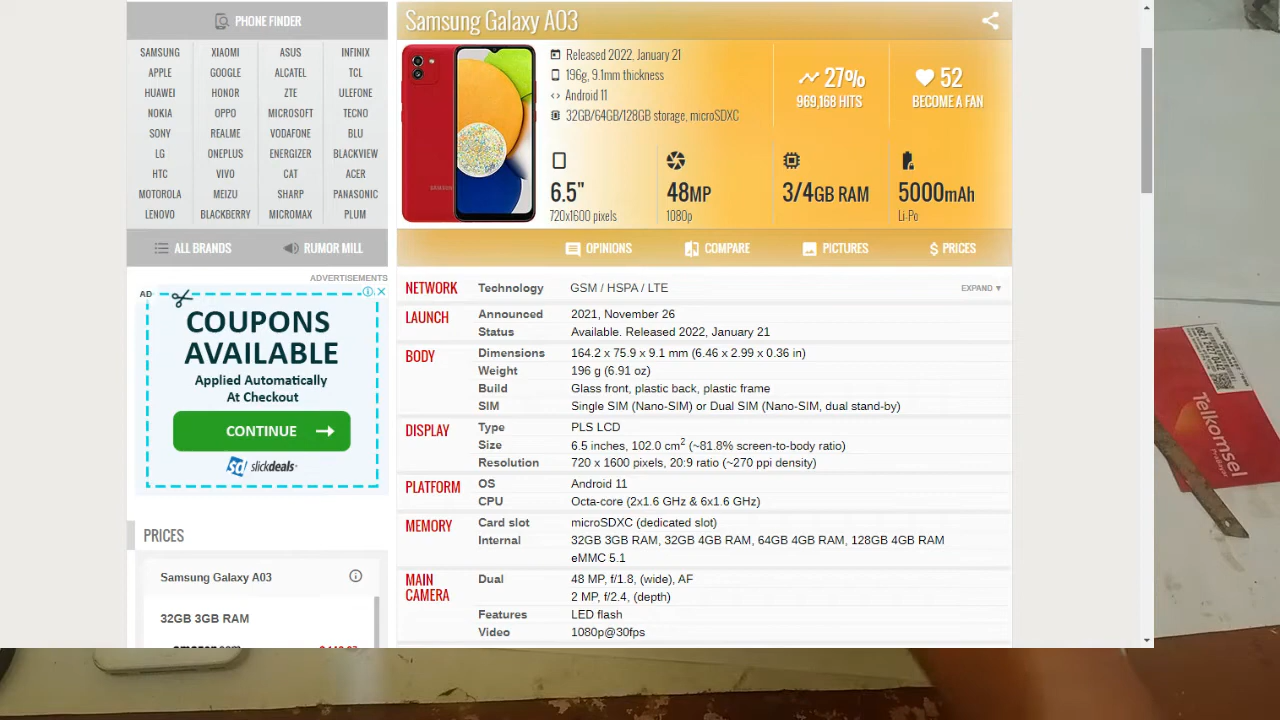 PHONE FINDER
SAMSUNG XIAOMI ASUS INFINIX
APPLE GOOGLE ALCATEL TCL
HUAWEI HONOR ZTE ULEFONE
NOKIA OPPO MICROSOFT TECNO
SONY REALME VODAFONE BLU
LG ONEPLUS ENERGIZER BLACKVIEW
HTC VIVO CAT ACER
MOTOROLA MEIZU SHARP PANASONIC
LENOVO BLACKBERRY MICROMAX PLUM
ALL BRANDS RUMOR MILL
ADVERTISEMENTS
AD
COUPONS
AVAILABLE
Applied Automatically
At Checkout
CONTINUE
slickdeals
PRICES
Samsung Galaxy A03
32GB 3GB RAM
Samsung Galaxy A03
SAMSUNG
Released 2022, January 21
196g, 9.1mm thickness
Android 11
32GB/64GB/128GB storage, microSDXC
27%
969,168 HITS
52
BECOME A FAN
6.5"
720x1600 pixels
48MP
1080p
3/4GB RAM
5000mAh
Li-Po
OPINIONS COMPARE PICTURES $ PRICES
NETWORK Technology GSM / HSPA / LTE EXPAND ▼
LAUNCH Announced 2021, November 26
Status Available. Released 2022, January 21
BODY Dimensions 164.2 x 75.9 x 9.1 mm (6.46 x 2.99 x 0.36 in)
Weight 196 g (6.91 oz)
Build Glass front, plastic back, plastic frame
SIM Single SIM (Nano-SIM) or Dual SIM (Nano-SIM, dual stand-by)
DISPLAY Type PLS LCD
Size 6.5 inches, 102.0 cm2 (~81.8% screen-to-body ratio)
Resolution 720 x 1600 pixels, 20:9 ratio (~270 ppi density)
PLATFORM OS Android 11
CPU Octa-core (2x1.6 GHz & 6x1.6 GHz)
MEMORY Card slot microSDXC (dedicated slot)
Internal 32GB 3GB RAM, 32GB 4GB RAM, 64GB 4GB RAM, 128GB 4GB RAM
eMMC 5.1
MAIN CAMERA Dual 48 MP, f/1.8, (wide), AF
2 MP, f/2.4, (depth)
Features LED flash
Video 1080p@30fps
Telkomsel